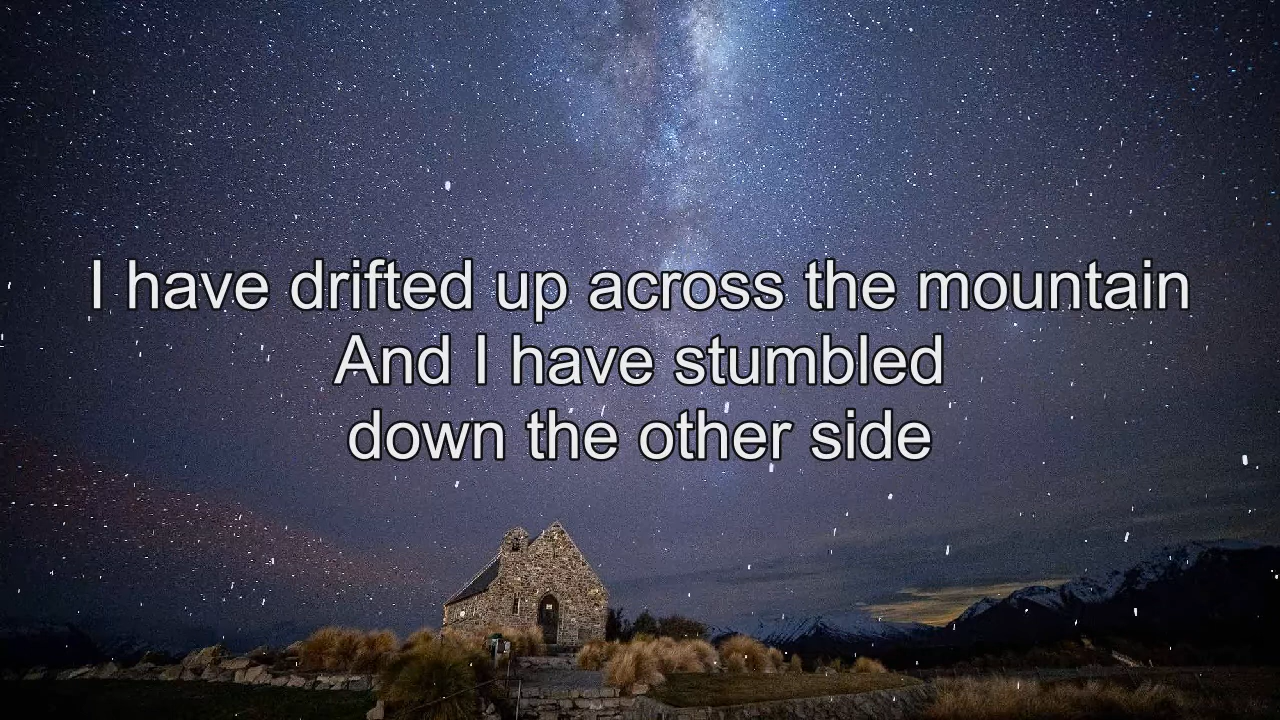 I have drifted up across the mountain
And I have stumbled
down the other side